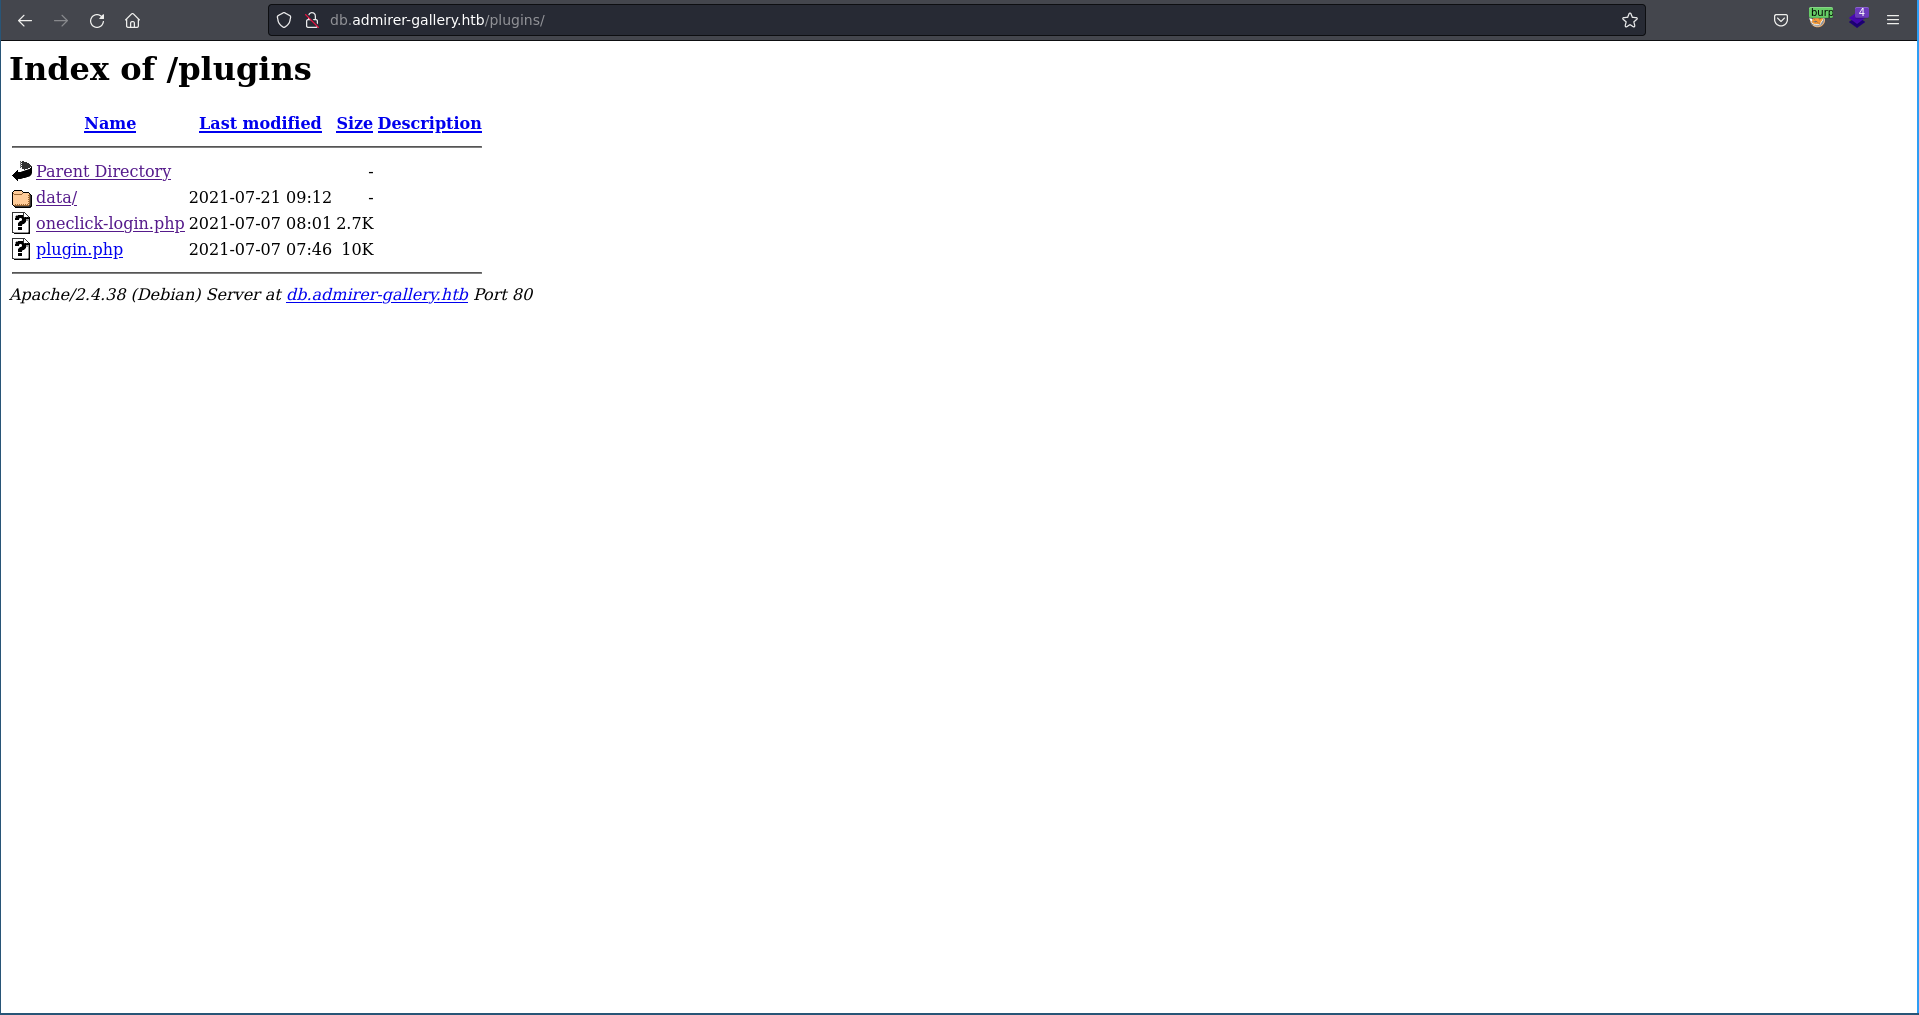 db.admirer-gallery.htb/plugins/
burp
4
Index of /plugins
Name Last modified Size Description
Parent Directory -
data/ 2021-07-21 09:12 -
oneclick-login.php 2021-07-07 08:01 2.7K
plugin.php 2021-07-07 07:46 10K
Apache/2.4.38 (Debian) Server at db.admirer-gallery.htb Port 80